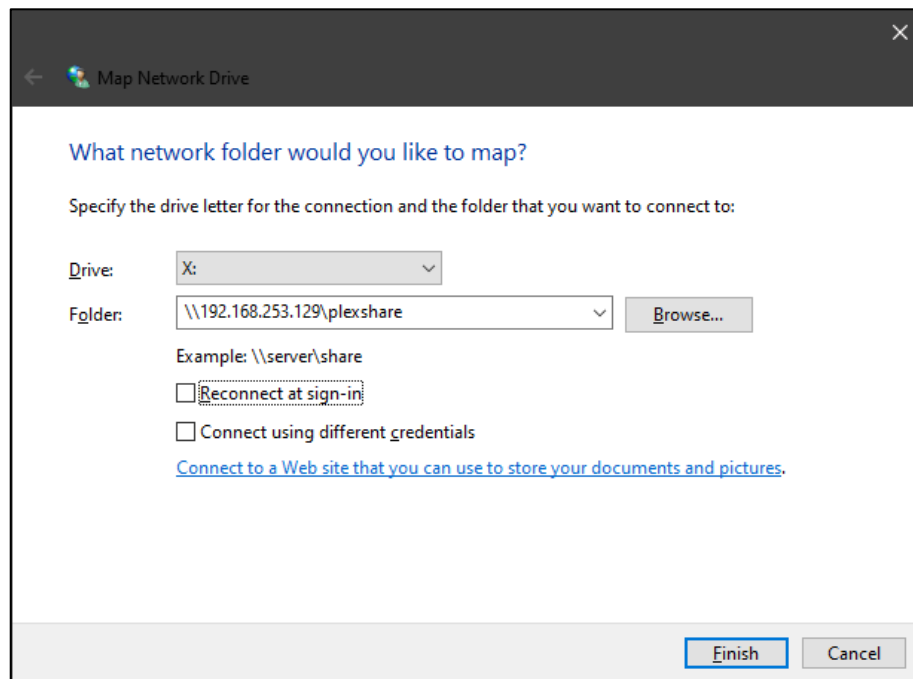 Map Network Drive
What network folder would you like to map?
Specify the drive letter for the connection and the folder that you want to connect to:
Drive: X:
Folder: \\192.168.253.129\plexshare Browse...
Example: \\server\share
Reconnect at sign-in
Connect using different credentials
Connect to a Web site that you can use to store your documents and pictures.
Finish Cancel